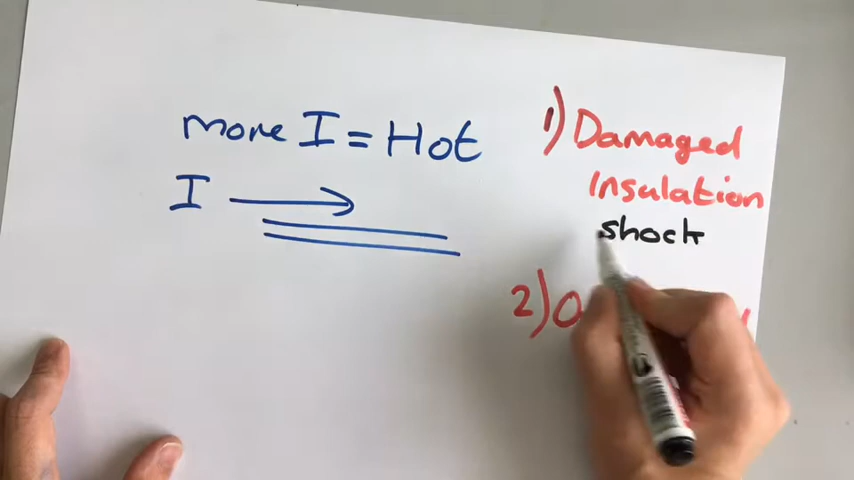 more I = Hot
I →
1) Damaged
Insulation
shock
2)